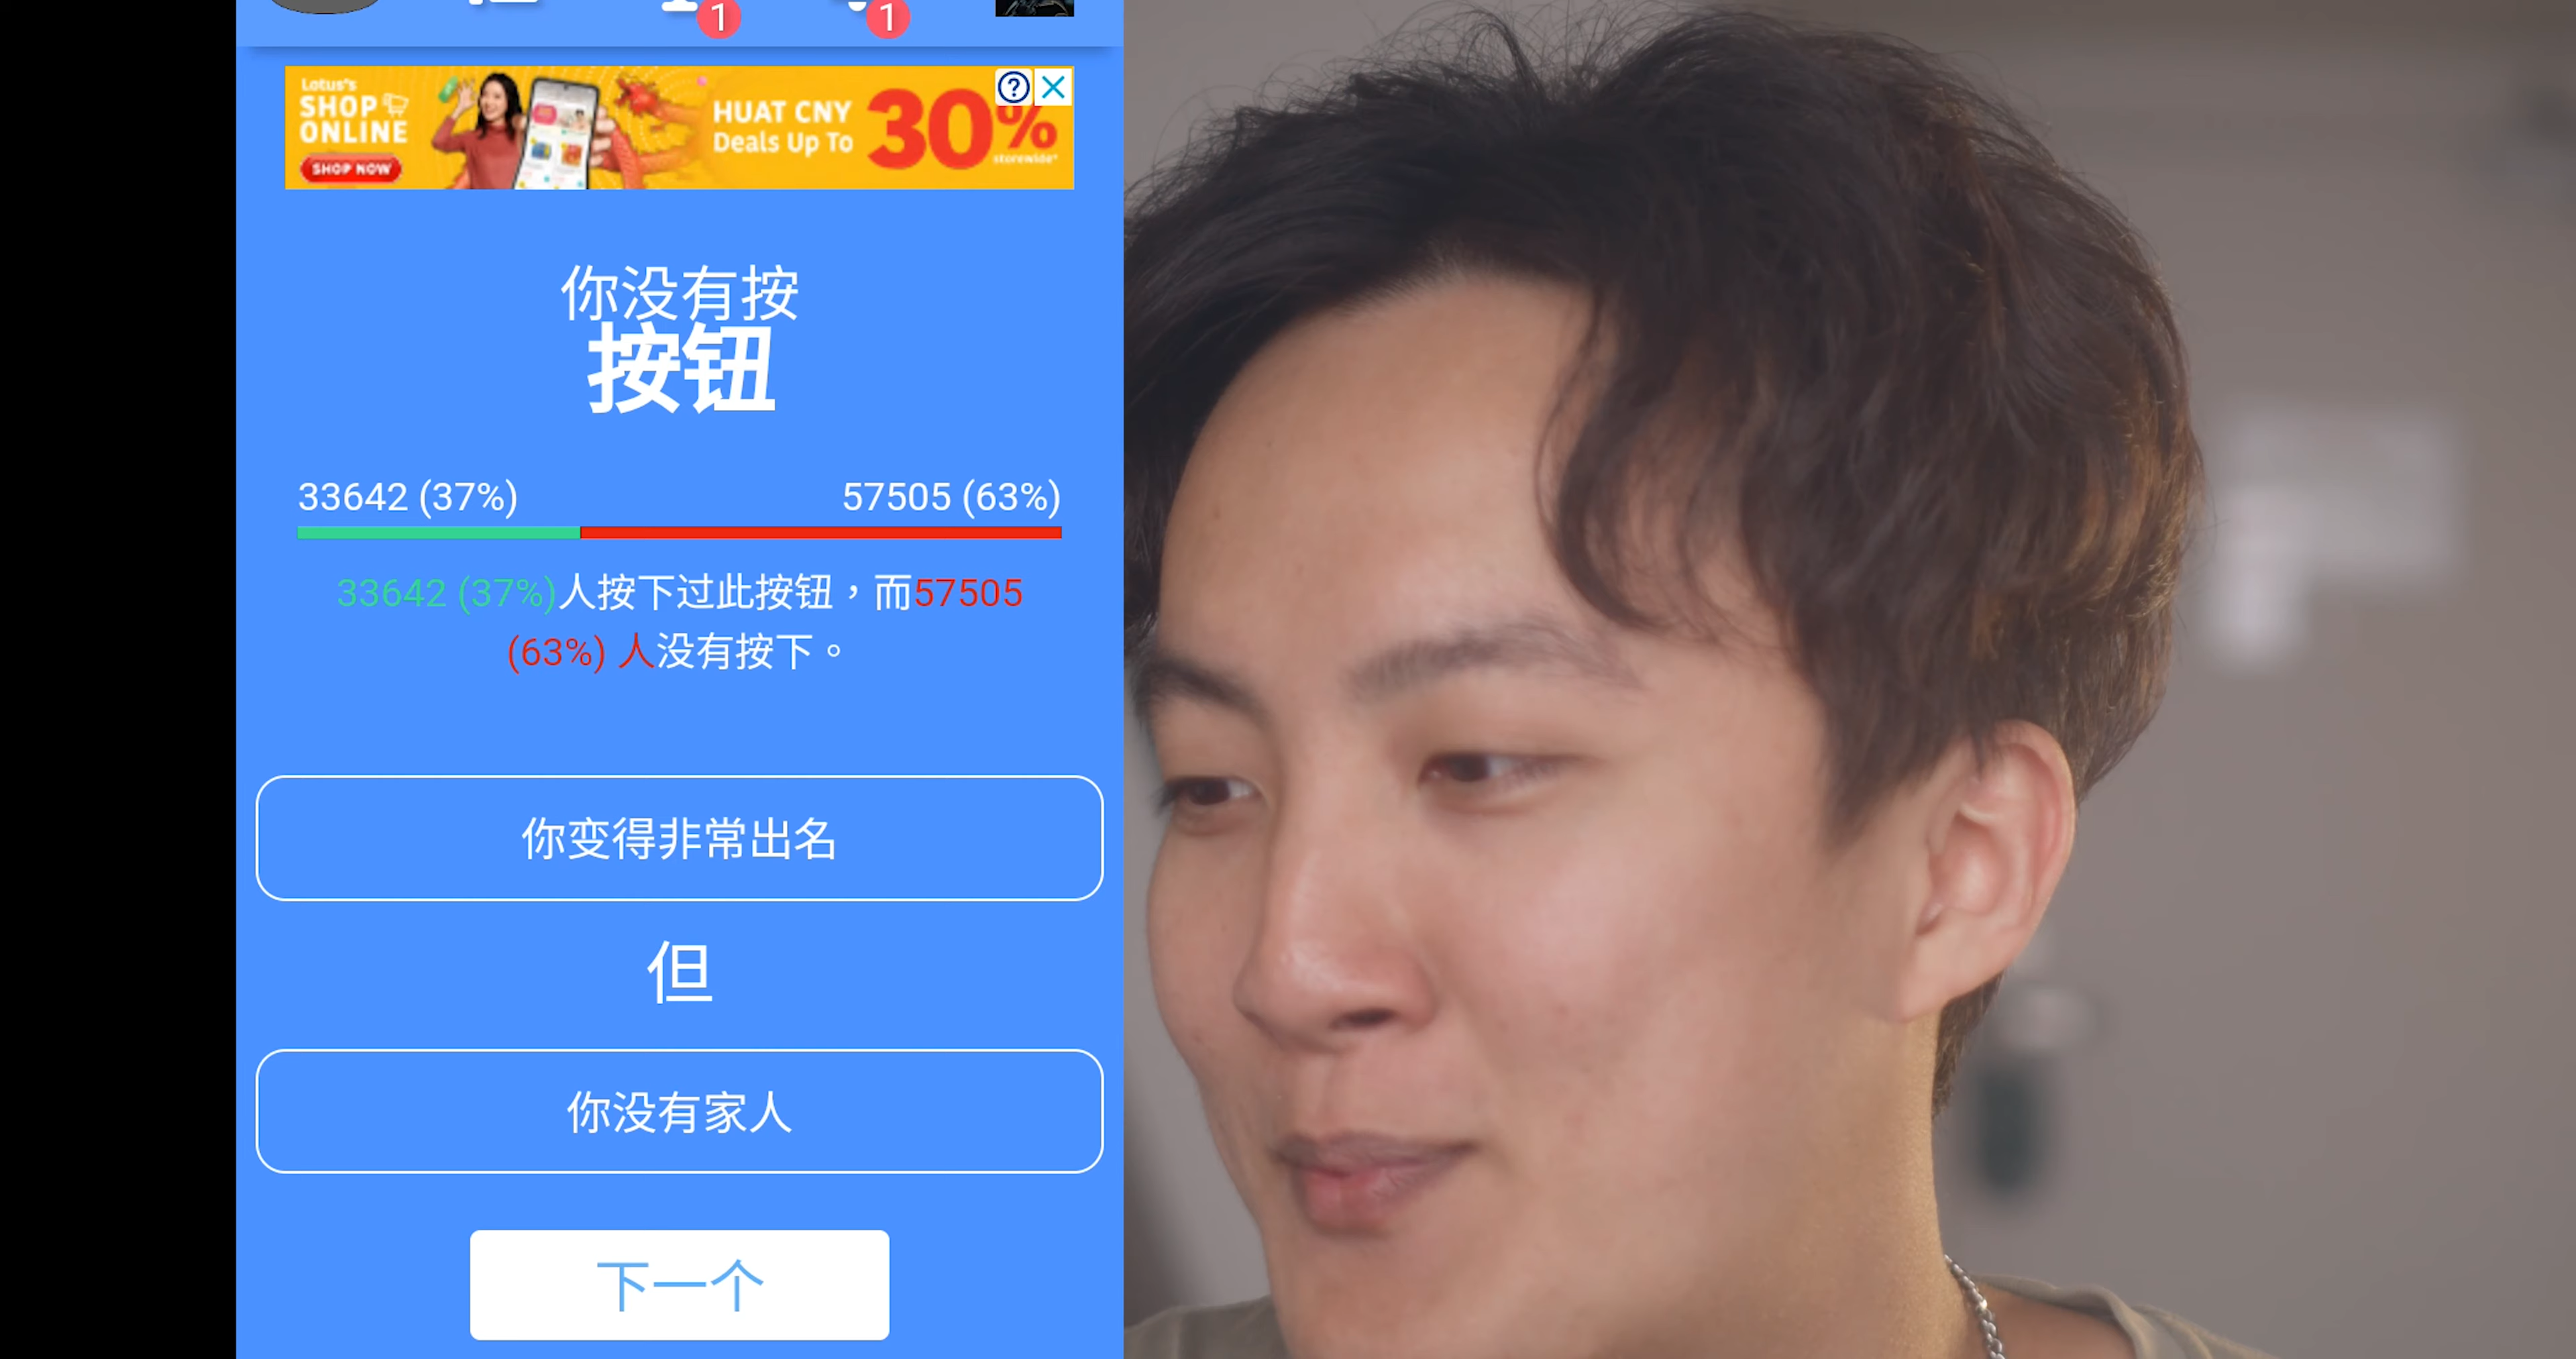 1
1
Lotus's
SHOP
ONLINE
SHOP NOW
HUAT CNY
Deals Up To
30%
storewide*
你没有按
按钮
33642 (37%)
57505 (63%)
33642 (37%)人按下过此按钮，而57505
(63%) 人没有按下。
你变得非常出名
但
你没有家人
下一个